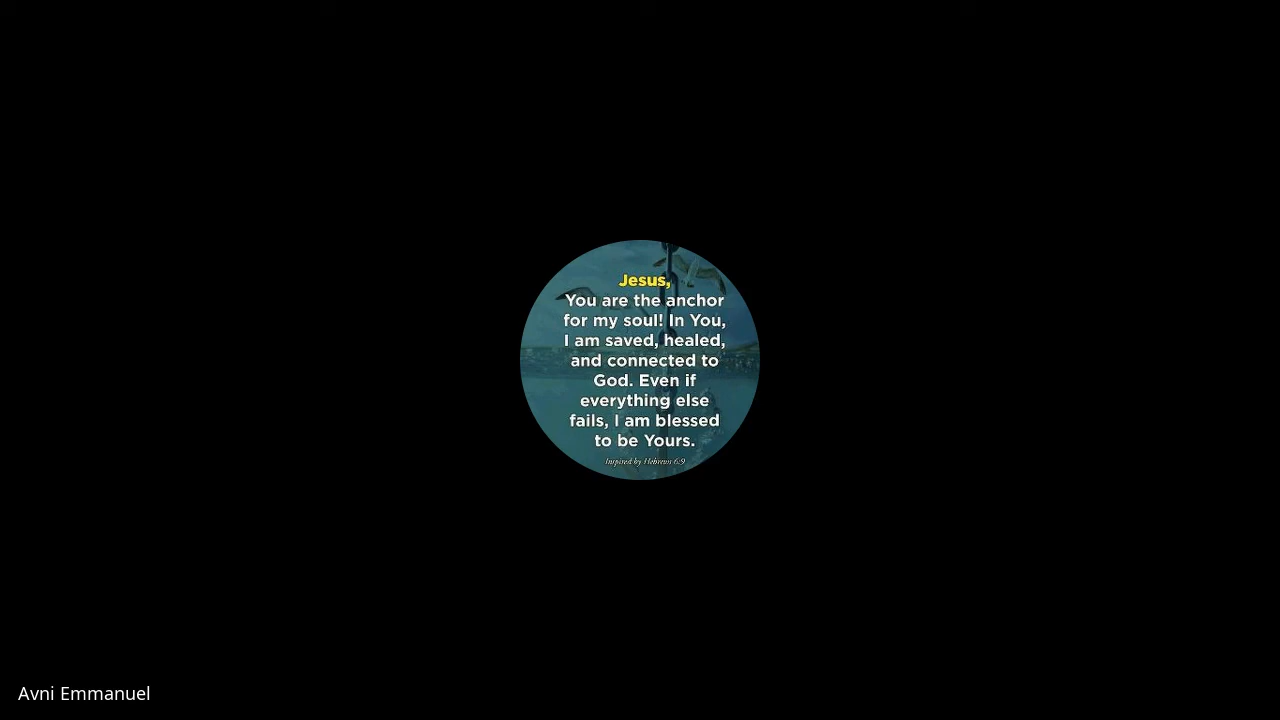 Jesus,
You are the anchor
for my soul! In You,
I am saved, healed,
and connected to
God. Even if
everything else
fails, I am blessed
to be Yours.
Inspired by Hebrews 6:9
Avni Emmanuel